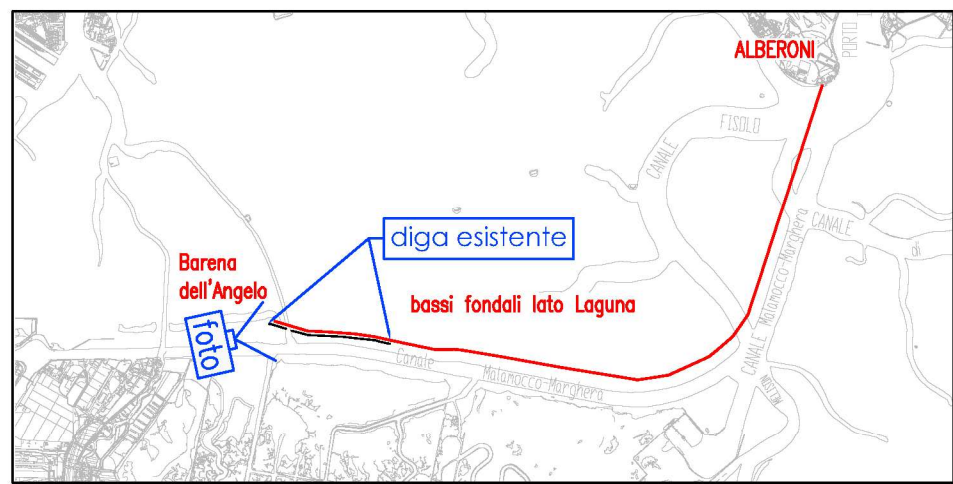 ALBERONI
PORTO
FISOLO
CANALE
CANALE
diga esistente
Barena
dell'Angelo
bassi fondali lato Laguna
foto
Canale
Malamocco-Marghera
CANALE Malamocco-Marghera
di
MELISON